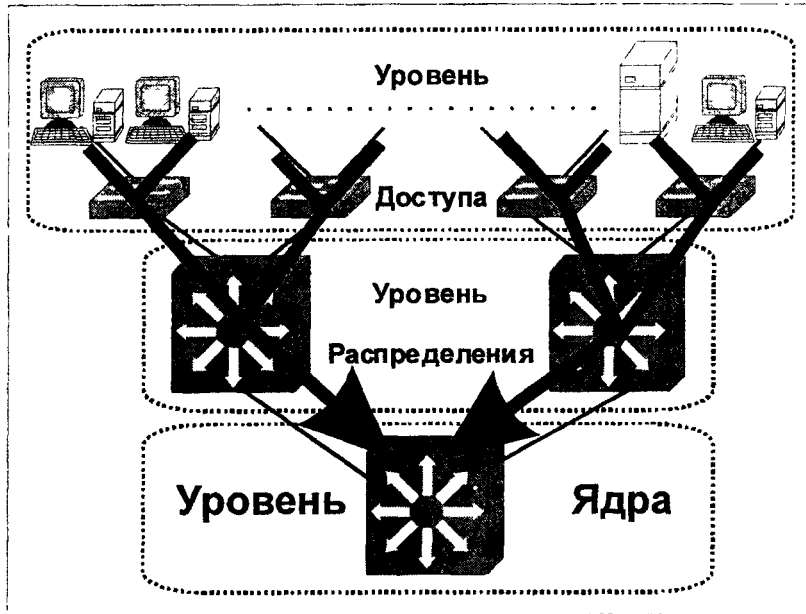 Уровень
Доступа
Уровень
Распределения
Уровень Ядра